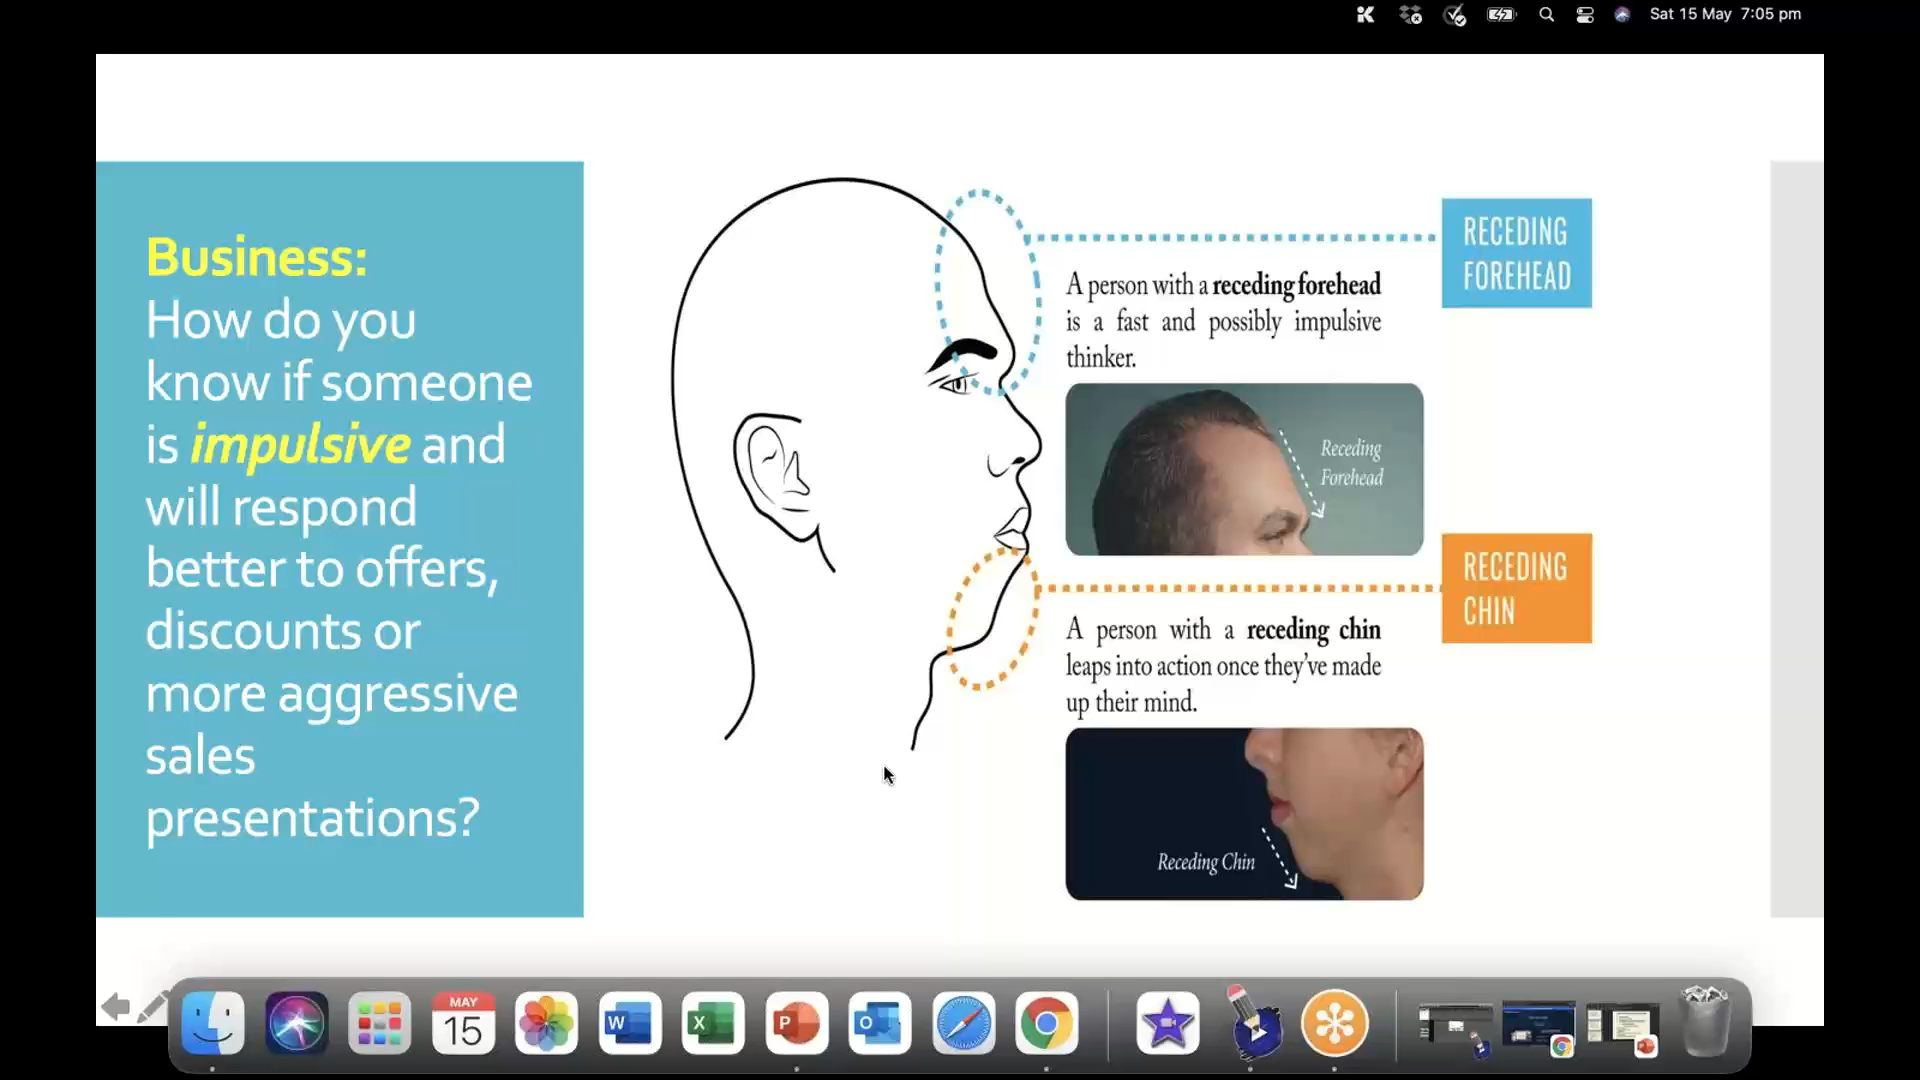 Sat 15 May 7:05 pm
Business:
How do you
know if someone
is impulsive and
will respond
better to offers,
discounts or
more aggressive
sales
presentations?
RECEDING
FOREHEAD
A person with a receding forehead
is a fast and possibly impulsive
thinker.
Receding
Forehead
RECEDING
CHIN
A person with a receding chin
leaps into action once they've made
up their mind.
Receding Chin
MAY
15
W
X
P
O